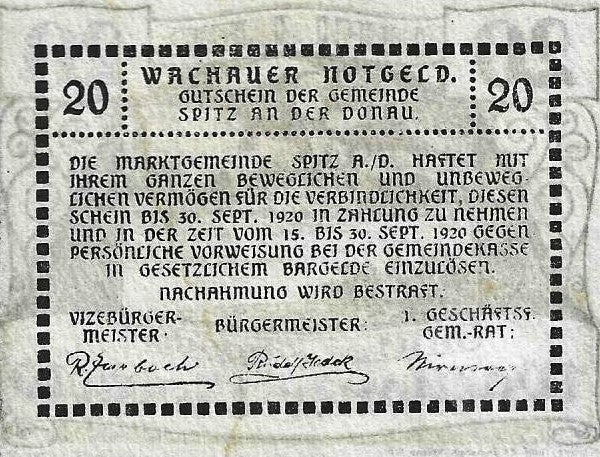 20 WACHAUER NOTGELD. 20
GUTSCHEIN DER GEMEINDE
SPITZ AN DER DONAU.
DIE MARKTGEMEINDE SPITZ A./D. HAFTET MIT
IHREM GANZEN BEWEGLICHEN UND UNBEWEG-
LICHEN VERMÖGEN FÜR DIE VERBINDLICHKEIT, DIESEN
SCHEIN BIS 30. SEPT. 1920 IN ZAHLUNG ZU NEHMEN
UND IN DER ZEIT VOM 15. BIS 30. SEPT. 1920 GEGEN
PERSÖNLICHE VORWEISUNG BEI DER GEMEINDEKASSE
IN GESETZLICHEM BARGELDE EINZULÖSEN.
NACHAHMUNG WIRD BESTRAFT.
VIZEBÜRGER-
MEISTER:
BÜRGERMEISTER:
1. GESCHÄFTSF.
GEM.-RAT: